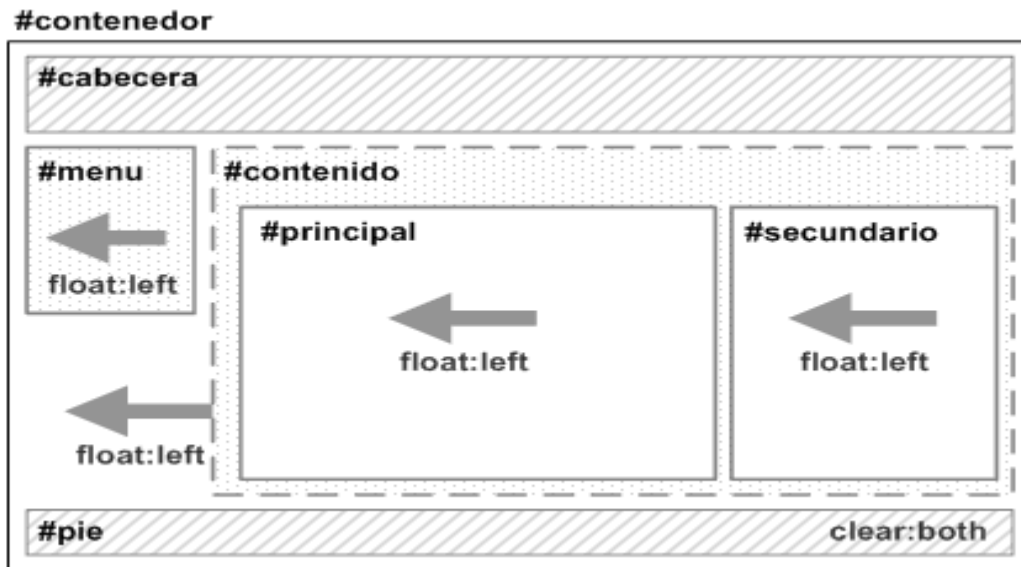 #contenedor
#cabecera
#menu
float:left
#contenido
#principal
float:left
#secundario
float:left
float:left
#pie
clear:both